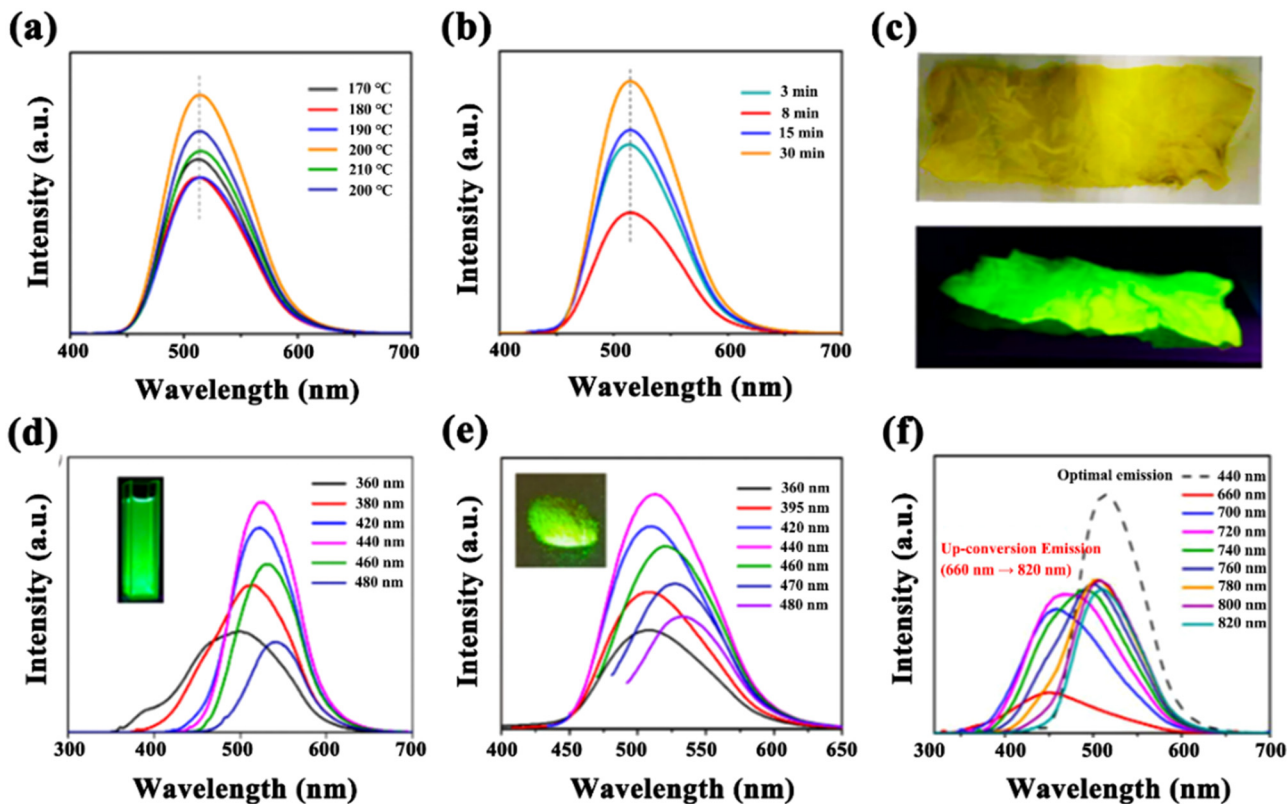 (a)
Intensity (a.u.)
170 °C
180 °C
190 °C
200 °C
210 °C
200 °C
400 500 600 700
Wavelength (nm)
(b)
Intensity (a.u.)
3 min
8 min
15 min
30 min
400 450 500 550 600 650 700
Wavelength (nm)
(c)
(d)
Intensity (a.u.)
360 nm
380 nm
420 nm
440 nm
460 nm
480 nm
300 400 500 600 700
Wavelength (nm)
(e)
Intensity (a.u.)
360 nm
395 nm
420 nm
440 nm
460 nm
470 nm
480 nm
400 450 500 550 600 650
Wavelength (nm)
(f)
Intensity (a.u.)
Optimal emission
440 nm
660 nm
700 nm
720 nm
740 nm
760 nm
780 nm
800 nm
820 nm
Up-conversion Emission
(660 nm → 820 nm)
300 400 500 600 700
Wavelength (nm)